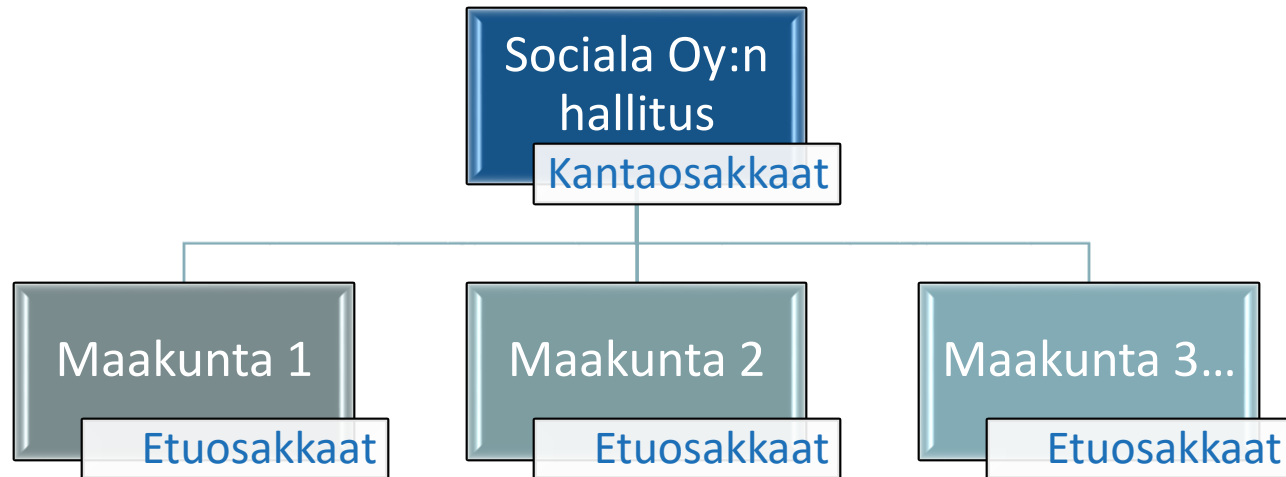 Sociala Oy:n
hallitus
Kantaosakkaat
Maakunta 1
Etuosakkaat
Maakunta 2
Etuosakkaat
Maakunta 3…
Etuosakkaat